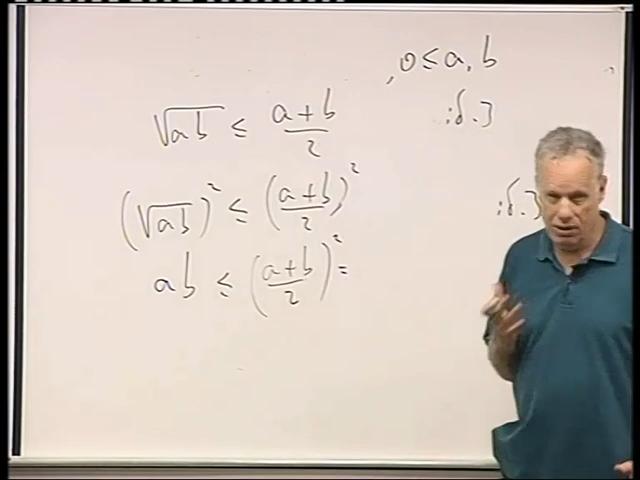 , 0 ≤ a, b
צ.ל:
√ab ≤ (a+b)/2
צ.ל:
(√ab)² ≤ ((a+b)/2)²
ab ≤ ((a+b)/2)² =